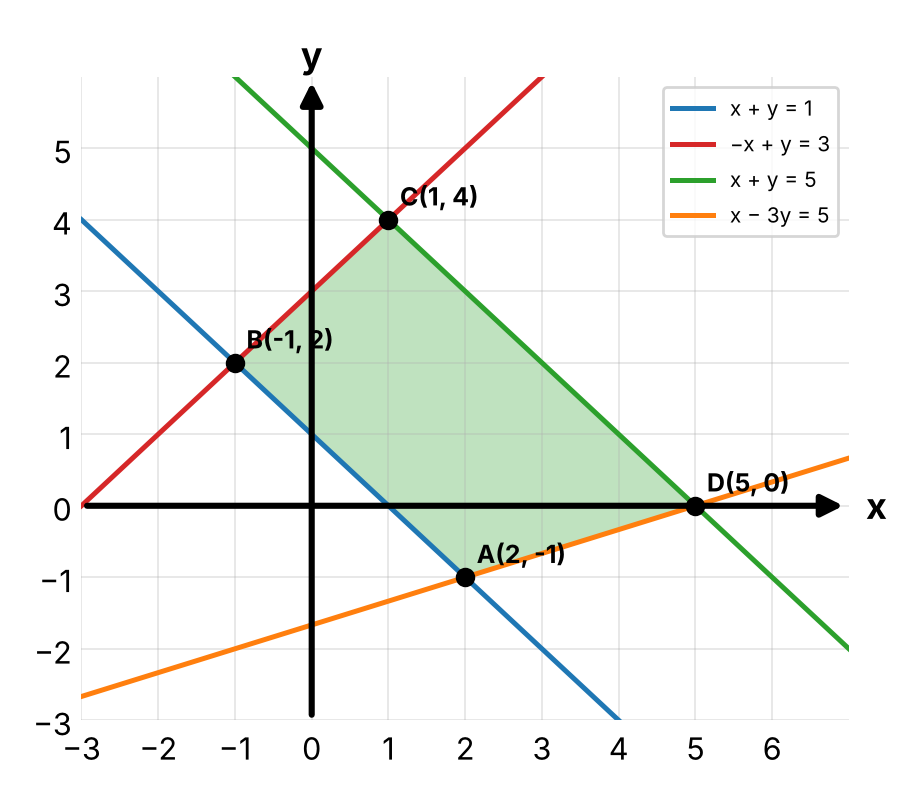 y
x + y = 1
−x + y = 3
x + y = 5
x − 3y = 5
5
C(1, 4)
4
3
B(-1, 2)
2
1
D(5, 0)
0
x
A(2, -1)
−1
−2
−3
−3 −2 −1 0 1 2 3 4 5 6